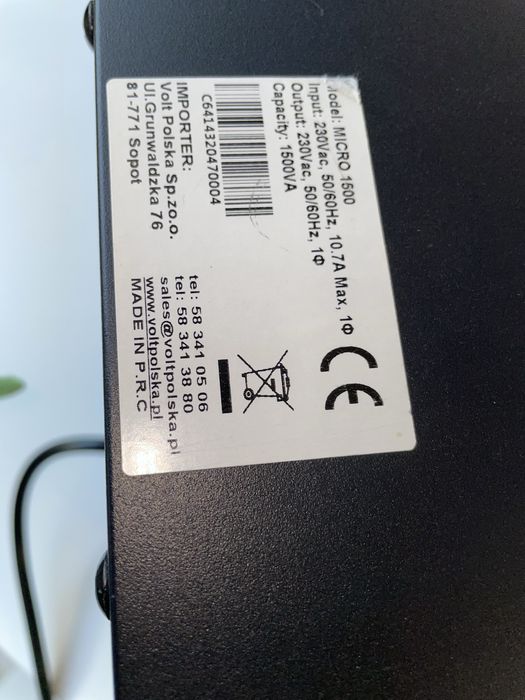 Model: MICRO 1500
Input: 230Vac, 50/60Hz, 10.7A Max, 1Φ
Output: 230Vac, 50/60Hz, 1Φ
Capacity: 1500VA
C6414320470004
IMPORTER:
Volt Polska Sp.zo.o.
Ul.Grunwaldzka 76
81-771 Sopot
tel: 58 341 05 06
tel: 58 341 38 80
sales@voltpolska.pl
www.voltpolska.pl
MADE IN P.R.C
CE